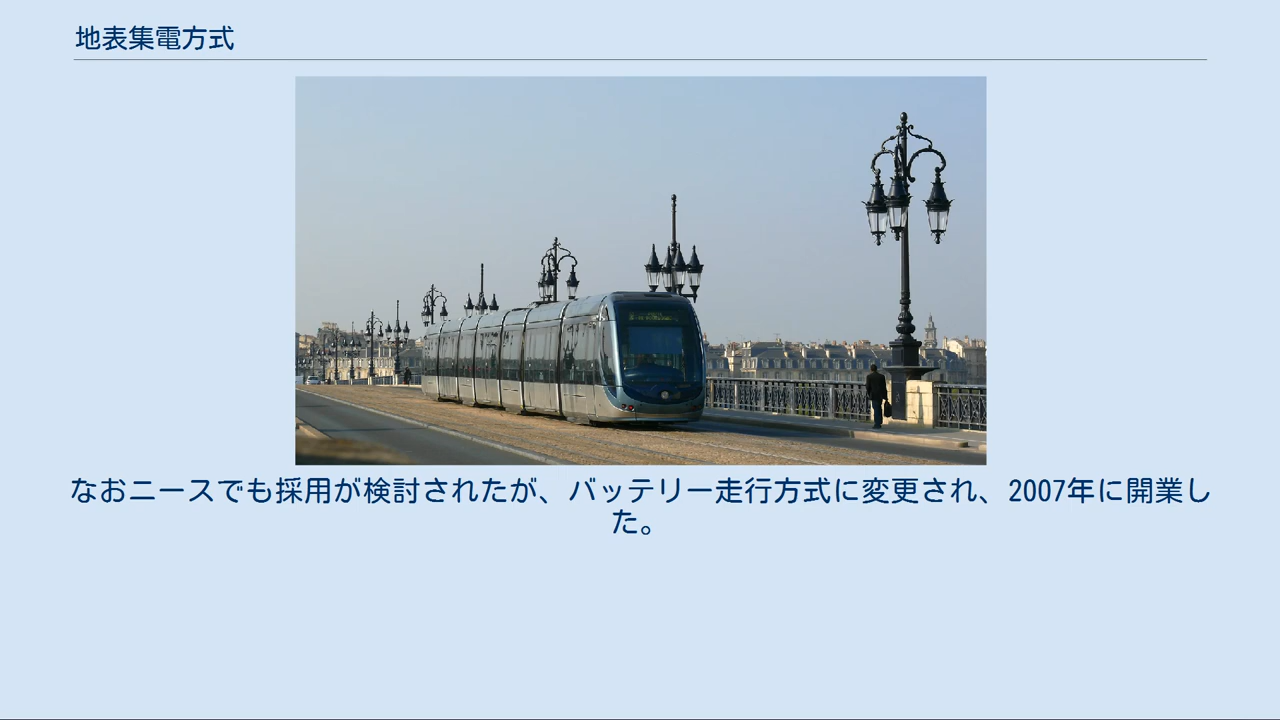 地表集電方式
なおニースでも採用が検討されたが、バッテリー走行方式に変更され、2007年に開業し
た。